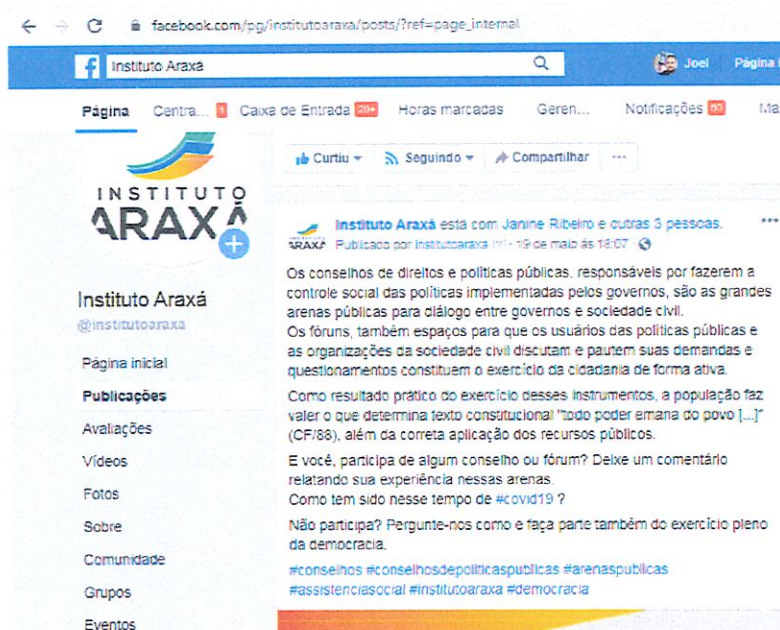 facebook.com/pg/institutoaraxa/posts/?ref=page_internal
Instituto Araxá
Joel Página i
Página Centra... 1 Caixa de Entrada 20+ Horas marcadas Geren... Notificações 50 Ma
Curtiu Seguindo Compartilhar ...
INSTITUTO
ARAXÁ
Instituto Araxá
@institutoaraxa
Página inicial
Publicações
Avaliações
Vídeos
Fotos
Sobre
Comunidade
Grupos
Eventos
Instituto Araxá está com Janine Ribeiro e outras 3 pessoas.
ARAXÁ
Publicado por institutoaraxa [?] · 19 de maio às 18:07 ·
Os conselhos de direitos e políticas públicas, responsáveis por fazerem a
controle social das políticas implementadas pelos governos, são as grandes
arenas públicas para diálogo entre governos e sociedade civil.
Os fóruns, também espaços para que os usuários das políticas públicas e
as organizações da sociedade civil discutam e pautem suas demandas e
questionamentos constituem o exercício da cidadania de forma ativa.
Como resultado prático do exercício desses instrumentos, a população faz
valer o que determina texto constitucional "todo poder emana do povo [...]"
(CF/88), além da correta aplicação dos recursos públicos.
E você, participa de algum conselho ou fórum? Deixe um comentário
relatando sua experiência nessas arenas.
Como tem sido nesse tempo de #covid19 ?
Não participa? Pergunte-nos como e faça parte também do exercício pleno
da democracia.
#conselhos #conselhosdepoliticaspublicas #arenaspublicas
#assistenciasocial #institutoaraxa #democracia